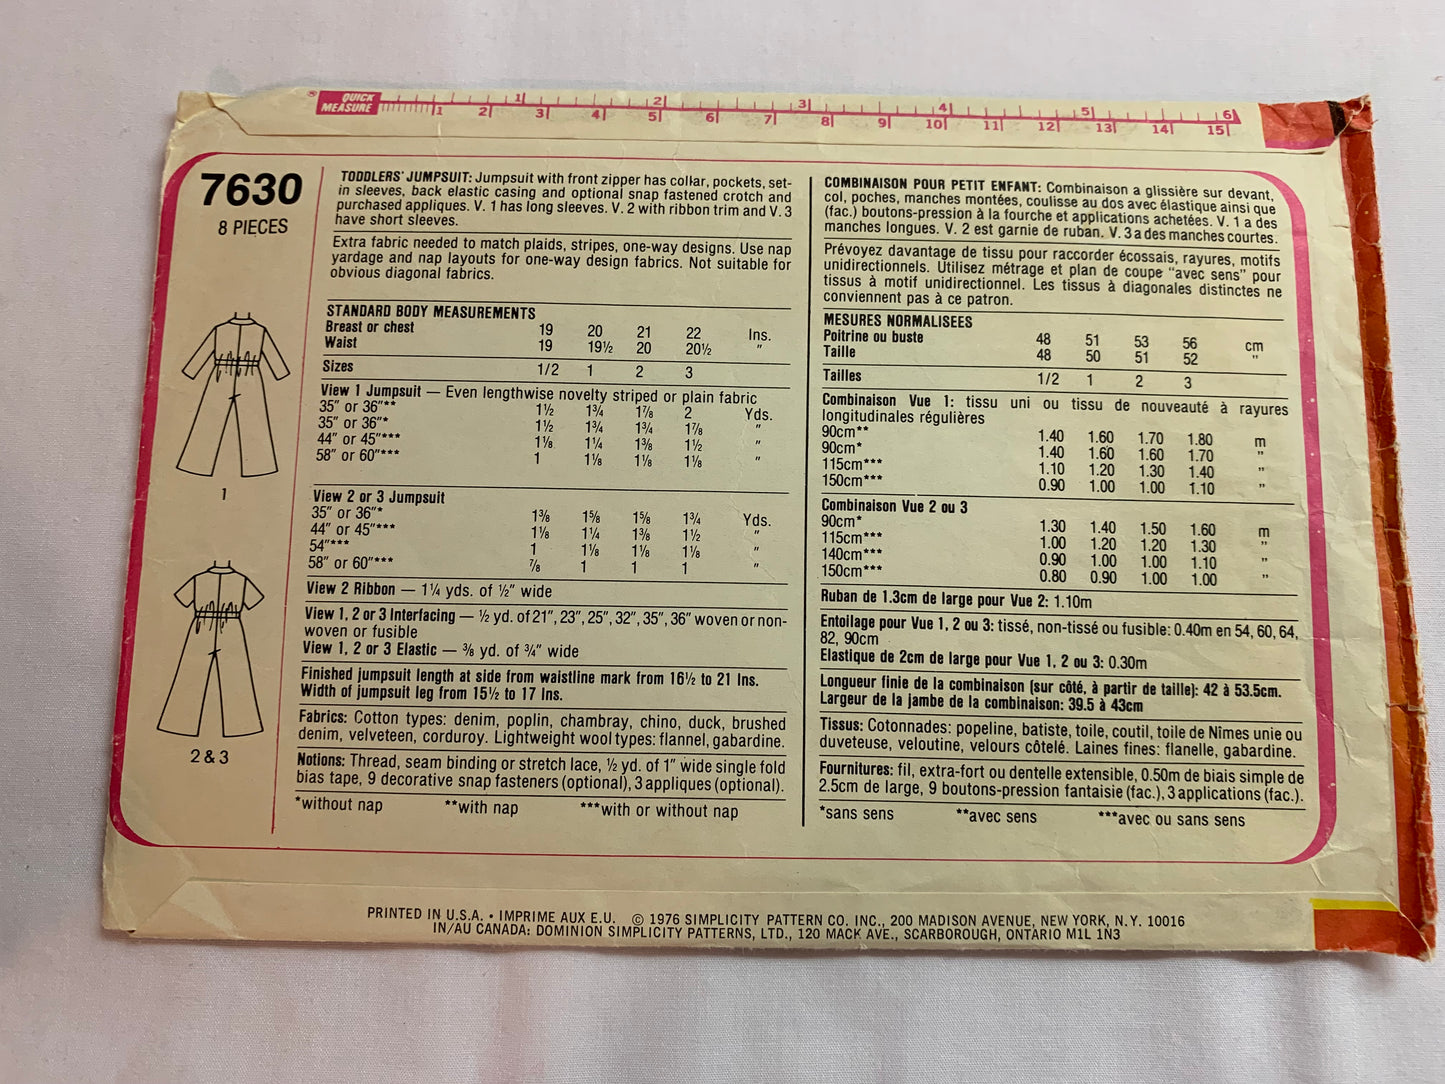 QUICK
MEASURE
® 1 2 3 4 5 6
1 2 3 4 5 6 7 8 9 10 11 12 13 14 15
7630
8 PIECES
1
2 & 3
TODDLERS' JUMPSUIT: Jumpsuit with front zipper has collar, pockets, set-
in sleeves, back elastic casing and optional snap fastened crotch and
purchased appliques. V. 1 has long sleeves. V. 2 with ribbon trim and V. 3
have short sleeves.
Extra fabric needed to match plaids, stripes, one-way designs. Use nap
yardage and nap layouts for one-way design fabrics. Not suitable for
obvious diagonal fabrics.
STANDARD BODY MEASUREMENTS
Breast or chest 19 20 21 22 Ins.
Waist 19 19½ 20 20½ "
Sizes 1/2 1 2 3
View 1 Jumpsuit — Even lengthwise novelty striped or plain fabric
35" or 36"** 1½ 1¾ 1⅞ 2 Yds.
35" or 36"* 1½ 1¾ 1¾ 1⅞ "
44" or 45"*** 1⅛ 1¼ 1⅜ 1½ "
58" or 60"*** 1 1⅛ 1⅛ 1⅛ "
View 2 or 3 Jumpsuit
35" or 36"* 1⅜ 1⅝ 1⅝ 1¾ Yds.
44" or 45"*** 1⅛ 1¼ 1⅜ 1½ "
54"*** 1 1⅛ 1⅛ 1⅛ "
58" or 60"*** ⅞ 1 1 1 "
View 2 Ribbon — 1¼ yds. of ½" wide
View 1, 2 or 3 Interfacing — ½ yd. of 21", 23", 25", 32", 35", 36" woven or non-
woven or fusible
View 1, 2 or 3 Elastic — ⅜ yd. of ¾" wide
Finished jumpsuit length at side from waistline mark from 16½ to 21 Ins.
Width of jumpsuit leg from 15½ to 17 Ins.
Fabrics: Cotton types: denim, poplin, chambray, chino, duck, brushed
denim, velveteen, corduroy. Lightweight wool types: flannel, gabardine.
Notions: Thread, seam binding or stretch lace, ½ yd. of 1" wide single fold
bias tape, 9 decorative snap fasteners (optional), 3 appliques (optional).
*without nap **with nap ***with or without nap
COMBINAISON POUR PETIT ENFANT: Combinaison a glissière sur devant,
col, poches, manches montées, coulisse au dos avec élastique ainsi que
(fac.) boutons-pression à la fourche et applications achetées. V. 1 a des
manches longues. V. 2 est garnie de ruban. V. 3 a des manches courtes.
Prévoyez davantage de tissu pour raccorder écossais, rayures, motifs
unidirectionnels. Utilisez métrage et plan de coupe "avec sens" pour
tissus à motif unidirectionnel. Les tissus à diagonales distinctes ne
conviennent pas à ce patron.
MESURES NORMALISEES
Poitrine ou buste 48 51 53 56 cm
Taille 48 50 51 52 "
Tailles 1/2 1 2 3
Combinaison Vue 1: tissu uni ou tissu de nouveauté à rayures
longitudinales régulières
90cm** 1.40 1.60 1.70 1.80 m
90cm* 1.40 1.60 1.60 1.70 "
115cm*** 1.10 1.20 1.30 1.40 "
150cm*** 0.90 1.00 1.00 1.10 "
Combinaison Vue 2 ou 3
90cm* 1.30 1.40 1.50 1.60 m
115cm*** 1.00 1.20 1.20 1.30 "
140cm*** 0.90 1.00 1.00 1.10 "
150cm*** 0.80 0.90 1.00 1.00 "
Ruban de 1.3cm de large pour Vue 2: 1.10m
Entoilage pour Vue 1, 2 ou 3: tissé, non-tissé ou fusible: 0.40m en 54, 60, 64,
82, 90cm
Elastique de 2cm de large pour Vue 1, 2 ou 3: 0.30m
Longueur finie de la combinaison (sur côté, à partir de taille): 42 à 53.5cm.
Largeur de la jambe de la combinaison: 39.5 à 43cm
Tissus: Cotonnades: popeline, batiste, toile, coutil, toile de Nîmes unie ou
duveteuse, veloutine, velours côtelé. Laines fines: flanelle, gabardine.
Fournitures: fil, extra-fort ou dentelle extensible, 0.50m de biais simple de
2.5cm de large, 9 boutons-pression fantaisie (fac.), 3 applications (fac.).
*sans sens **avec sens ***avec ou sans sens
PRINTED IN U.S.A. • IMPRIME AUX E.U. © 1976 SIMPLICITY PATTERN CO. INC., 200 MADISON AVENUE, NEW YORK, N.Y. 10016
IN/AU CANADA: DOMINION SIMPLICITY PATTERNS, LTD., 120 MACK AVE., SCARBOROUGH, ONTARIO M1L 1N3